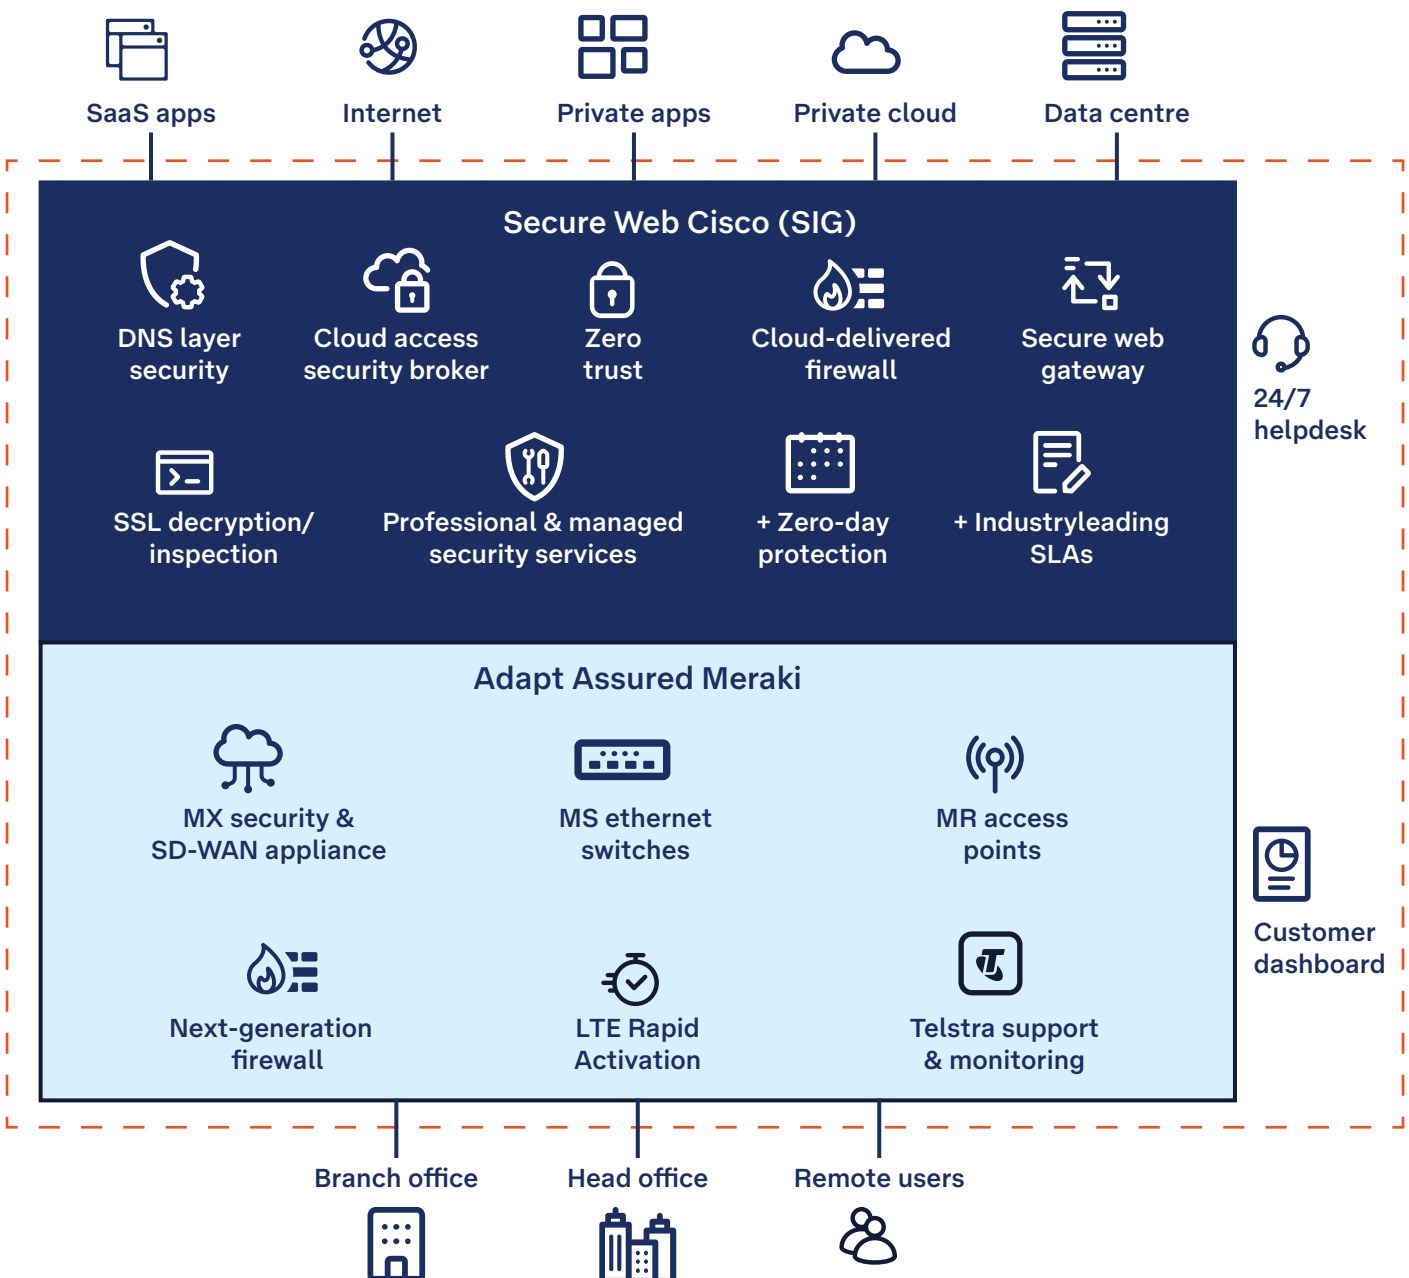 SaaS apps
Internet
Private apps
Private cloud
Data centre
Secure Web Cisco (SIG)
DNS layer
security
Cloud access
security broker
Zero
trust
Cloud-delivered
firewall
Secure web
gateway
24/7
helpdesk
SSL decryption/
inspection
Professional & managed
security services
+ Zero-day
protection
+ Industryleading
SLAs
Adapt Assured Meraki
MX security &
SD-WAN appliance
MS ethernet
switches
MR access
points
Customer
dashboard
Next-generation
firewall
LTE Rapid
Activation
Telstra support
& monitoring
Branch office
Head office
Remote users